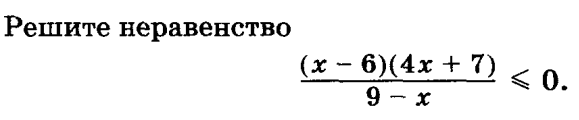 Решите неравенство
(x − 6)(4x + 7)
9 − x
⩽ 0.